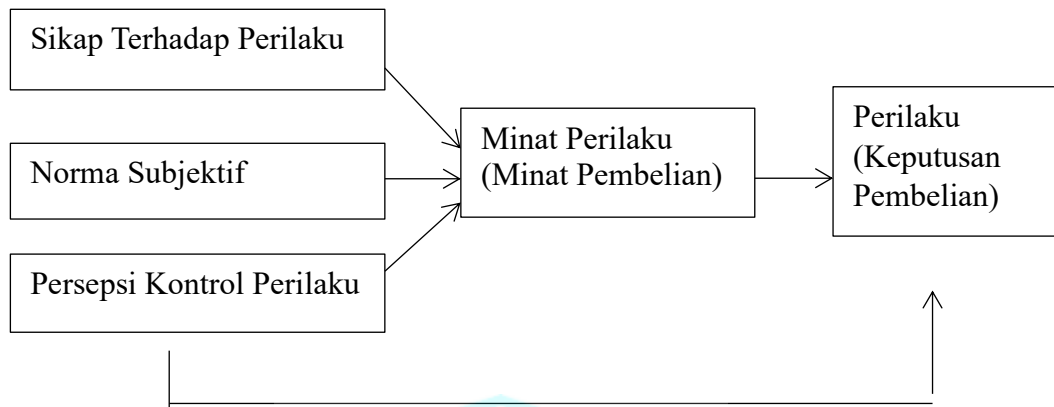 Sikap Terhadap Perilaku
Norma Subjektif
Persepsi Kontrol Perilaku
Minat Perilaku
(Minat Pembelian)
Perilaku
(Keputusan
Pembelian)